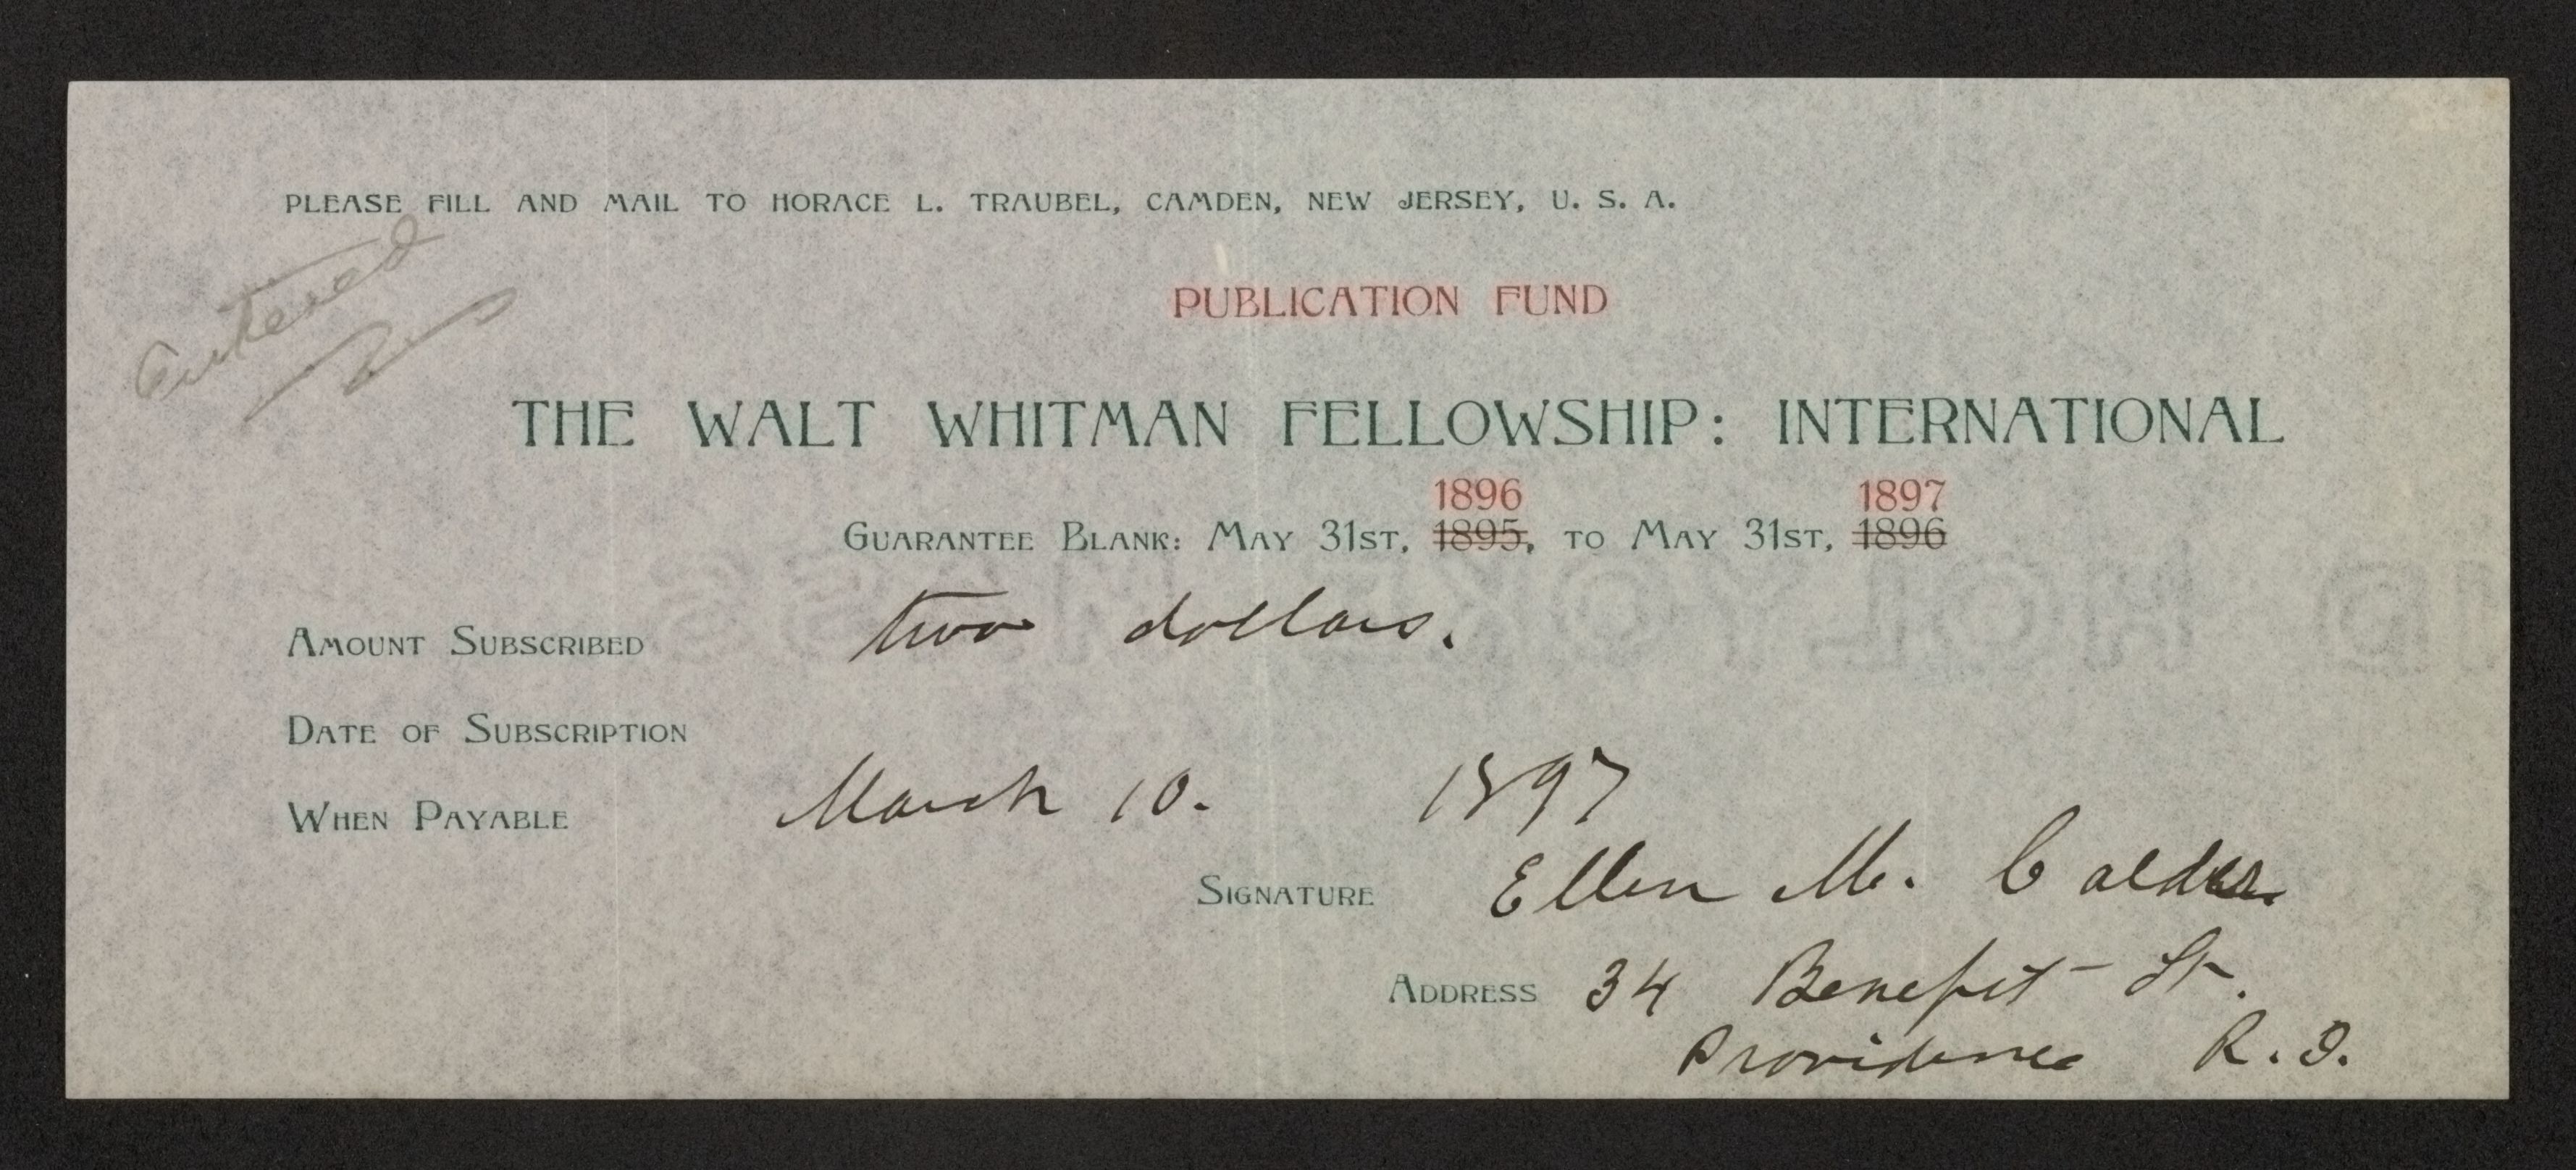 PLEASE FILL AND MAIL TO HORACE L. TRAUBEL, CAMDEN, NEW JERSEY, U. S. A.
Entered
PUBLICATION FUND
THE WALT WHITMAN FELLOWSHIP: INTERNATIONAL
1896 1897
GUARANTEE BLANK: MAY 31ST, 1895, TO MAY 31ST, 1896
AMOUNT SUBSCRIBED two dollars.
DATE OF SUBSCRIPTION
WHEN PAYABLE March 10. 1897
SIGNATURE Ellen M. Calder
ADDRESS 34 Benefit St.
Providence R.I.